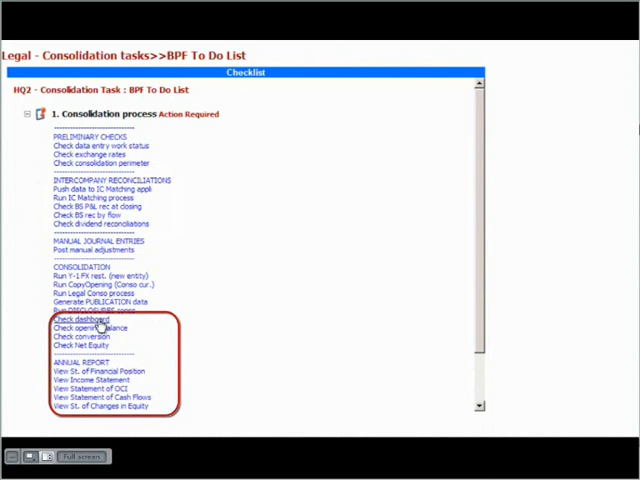 Legal - Consolidation tasks>>BPF To Do List
Checklist
HQ2 - Consolidation Task : BPF To Do List
1. Consolidation process Action Required
PRELIMINARY CHECKS
Check data entry work status
Check exchange rates
Check consolidation perimeter
INTERCOMPANY RECONCILIATIONS
Push data to IC Matching appli
Run IC Matching process
Check BS P&L rec at closing
Check BS rec by flow
Check dividend reconciliations
MANUAL JOURNAL ENTRIES
Post manual adjustments
CONSOLIDATION
Run Y-1 FX rest. (new entity)
Run CopyOpening (Conso cur.)
Run Legal Conso process
Generate PUBLICATION data
Run DISCLOSURES conso
Check dashboard
Check opening balance
Check conversion
Check Net Equity
ANNUAL REPORT
View St. of Financial Position
View Income Statement
View Statement of OCI
View Statement of Cash Flows
View St. of Changes in Equity
Full screen